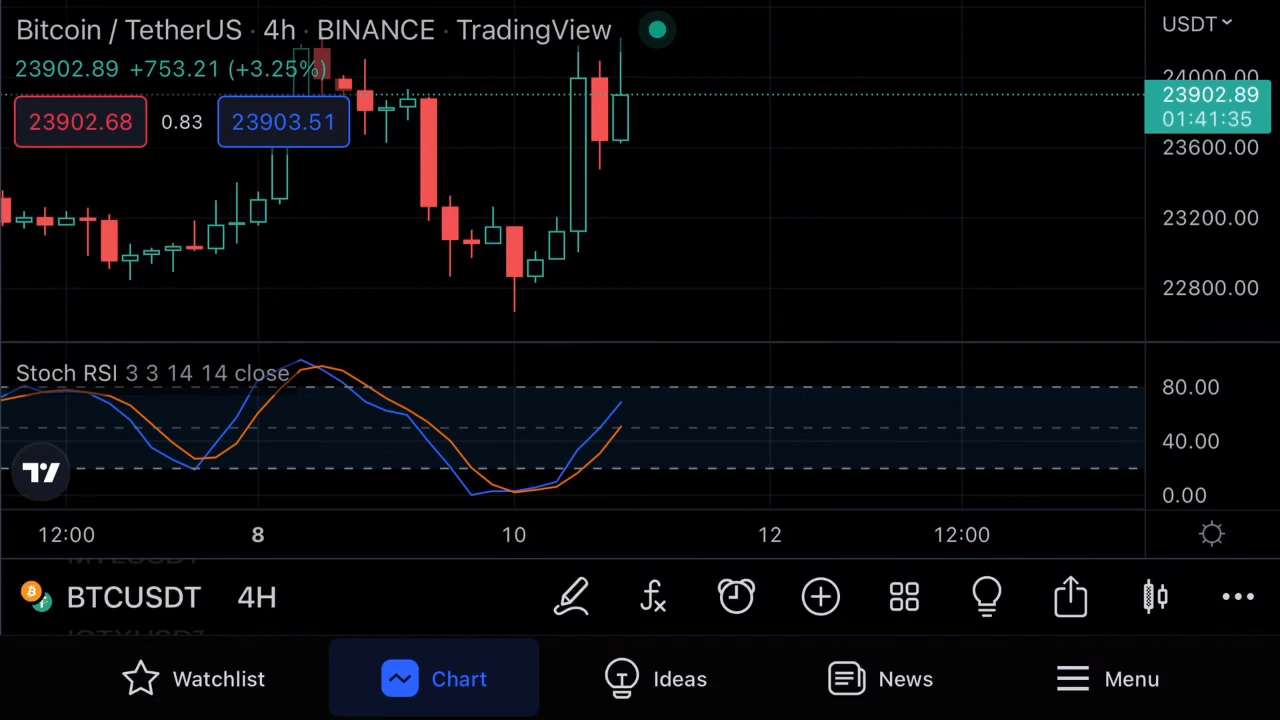 Bitcoin / TetherUS · 4h · BINANCE · TradingView
USDT
23902.89 +753.21 (+3.25%)
24000.00
23902.89
01:41:35
23902.68 0.83 23903.51
23600.00
23200.00
22800.00
Stoch RSI 3 3 14 14 close
80.00
40.00
0.00
12:00 8 10 12 12:00
BTCUSDT 4H
Watchlist Chart Ideas News Menu